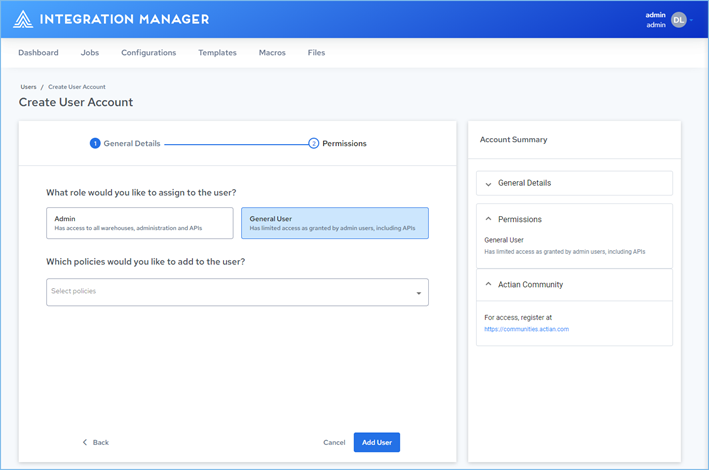 INTEGRATION MANAGER
admin
admin
DL
Dashboard Jobs Configurations Templates Macros Files
Users / Create User Account
Create User Account
1 General Details 2 Permissions
What role would you like to assign to the user?
Admin
Has access to all warehouses, administration and APIs
General User
Has limited access as granted by admin users, including APIs
Which policies would you like to add to the user?
Select policies
Back
Cancel
Add User
Account Summary
General Details
Permissions
General User
Has limited access as granted by admin users, including APIs
Actian Community
For access, register at
https://communities.actian.com